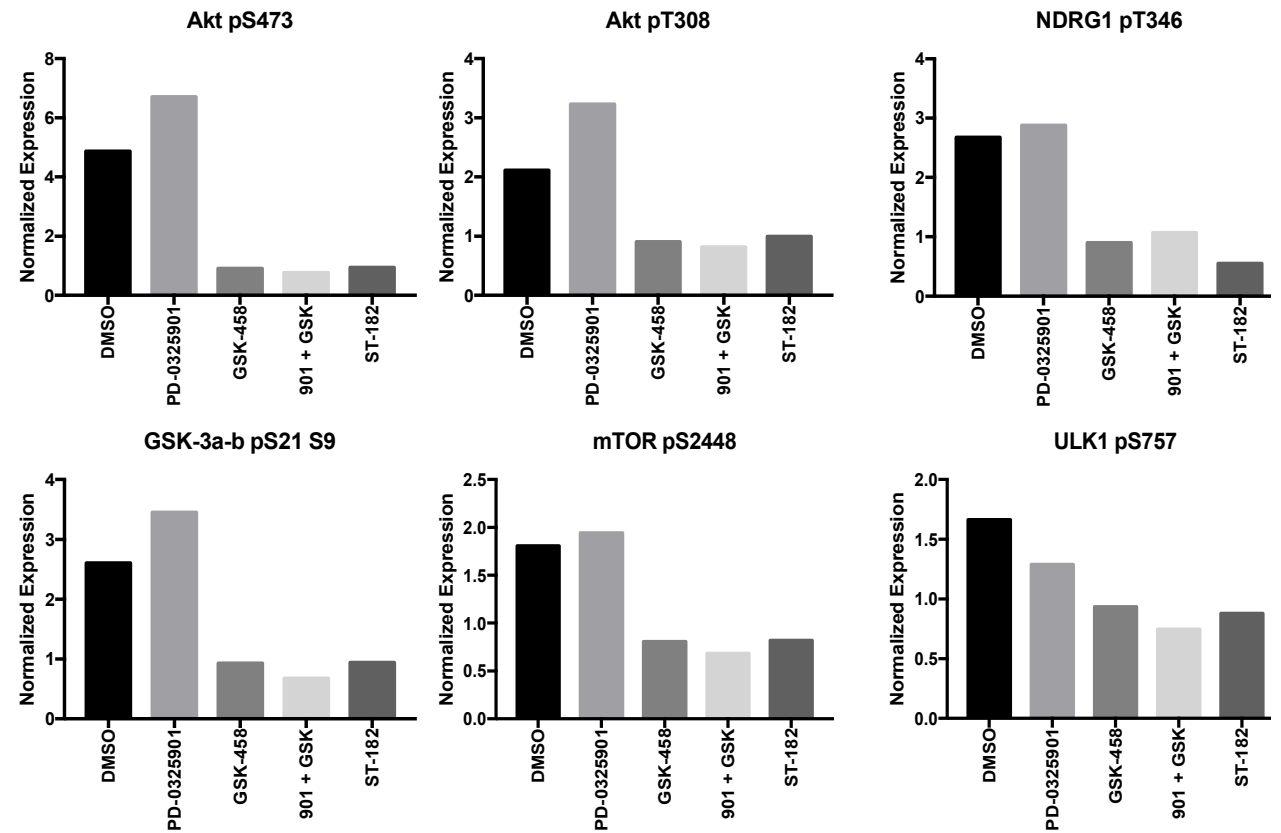 Akt pS473
Normalized Expression
8
6
4
2
0
DMSO
PD-0325901
GSK-458
901 + GSK
ST-182
Akt pT308
Normalized Expression
4
3
2
1
0
DMSO
PD-0325901
GSK-458
901 + GSK
ST-182
NDRG1 pT346
Normalized Expression
4
3
2
1
0
DMSO
PD-0325901
GSK-458
901 + GSK
ST-182
GSK-3a-b pS21 S9
Normalized Expression
4
3
2
1
0
DMSO
PD-0325901
GSK-458
901 + GSK
ST-182
mTOR pS2448
Normalized Expression
2.5
2.0
1.5
1.0
0.5
0.0
DMSO
PD-0325901
GSK-458
901 + GSK
ST-182
ULK1 pS757
Normalized Expression
2.0
1.5
1.0
0.5
0.0
DMSO
PD-0325901
GSK-458
901 + GSK
ST-182